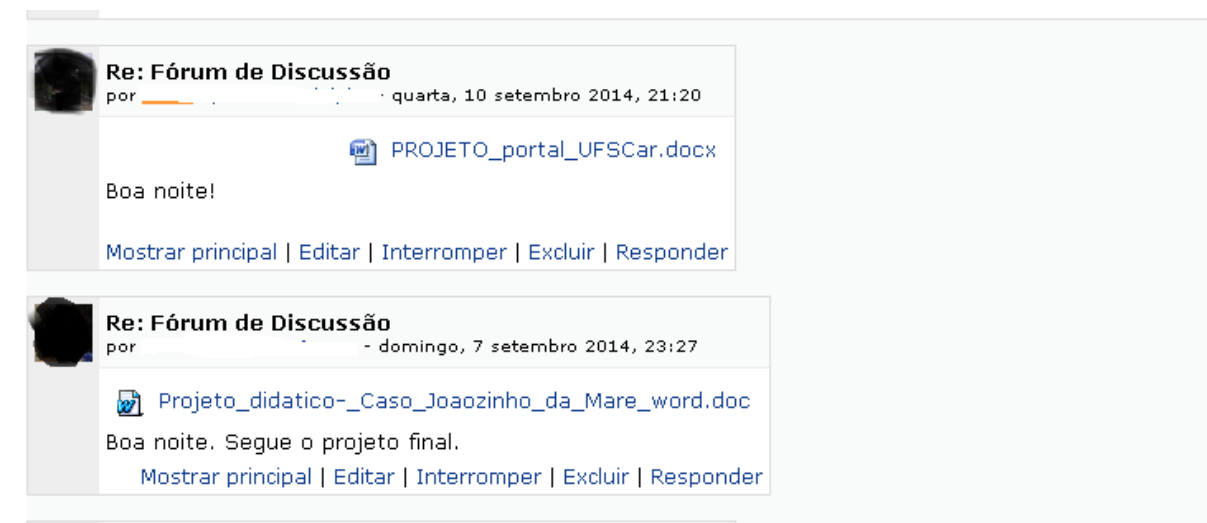 Re: Fórum de Discussão
por - quarta, 10 setembro 2014, 21:20
PROJETO_portal_UFSCar.docx
Boa noite!
Mostrar principal | Editar | Interromper | Excluir | Responder
Re: Fórum de Discussão
por - domingo, 7 setembro 2014, 23:27
Projeto_didatico-_Caso_Joaozinho_da_Mare_word.doc
Boa noite. Segue o projeto final.
Mostrar principal | Editar | Interromper | Excluir | Responder